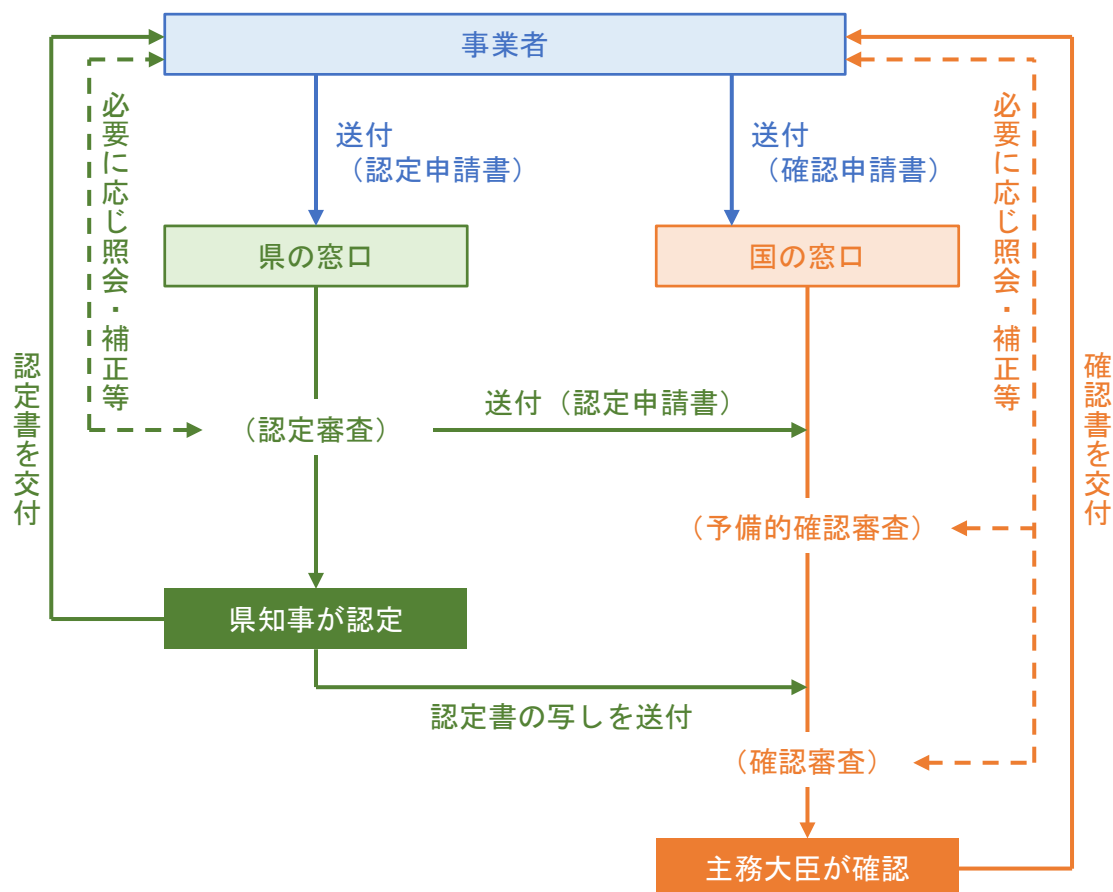 事業者
送付
（認定申請書）
送付
（確認申請書）
必要に応じ照会・補正等
必要に応じ照会・補正等
県の窓口
国の窓口
認定書を交付
確認書を交付
（認定審査）
送付（認定申請書）
（予備的確認審査）
県知事が認定
認定書の写しを送付
（確認審査）
主務大臣が確認